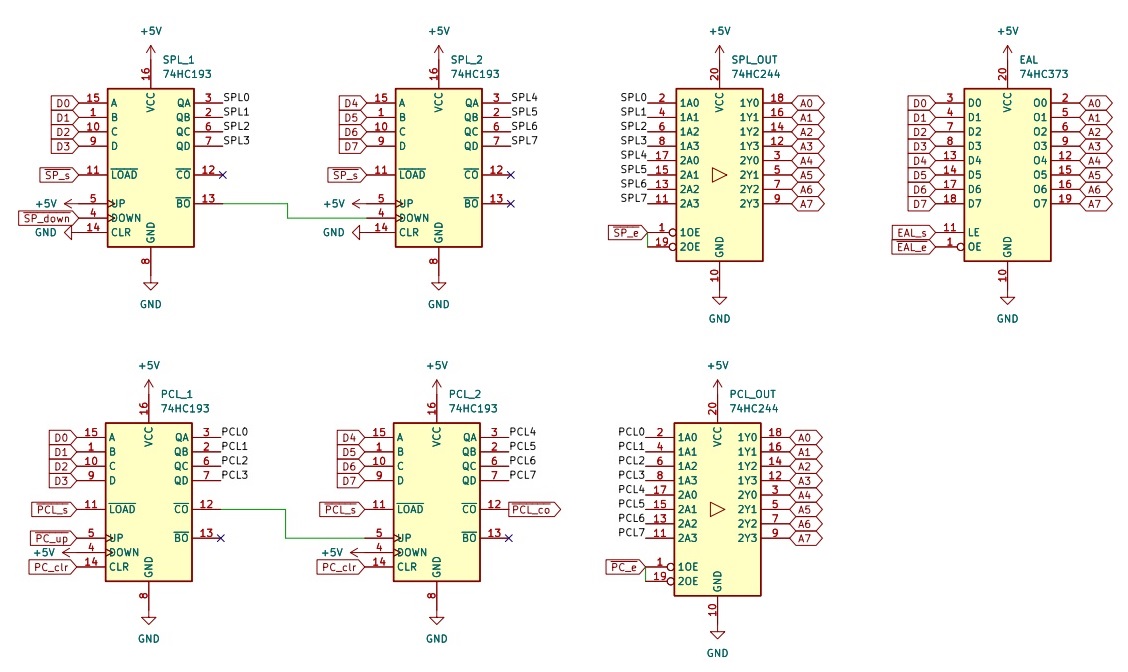 +5V
SPL_1
74HC193
16
VCC
D0 15 A QA 3 SPL0
D1 1 B QB 2 SPL1
D2 10 C QC 6 SPL2
D3 9 D QD 7 SPL3
SP_s 11 LOAD CO 12
+5V 5 UP BO 13
SP_down 4 DOWN
GND 14 CLR
GND
8
GND
+5V
SPL_2
74HC193
16
VCC
D4 15 A QA 3 SPL4
D5 1 B QB 2 SPL5
D6 10 C QC 6 SPL6
D7 9 D QD 7 SPL7
SP_s 11 LOAD CO 12
+5V 5 UP BO 13
4 DOWN
GND 14 CLR
GND
8
GND
+5V
SPL_OUT
74HC244
20
VCC
SPL0 2 1A0 1Y0 18 A0
SPL1 4 1A1 1Y1 16 A1
SPL2 6 1A2 1Y2 14 A2
SPL3 8 1A3 1Y3 12 A3
SPL4 17 2A0 2Y0 3 A4
SPL5 15 2A1 2Y1 5 A5
SPL6 13 2A2 2Y2 7 A6
SPL7 11 2A3 2Y3 9 A7
SP_e 1 1OE
19 2OE
GND
10
GND
+5V
EAL
74HC373
20
VCC
D0 3 D0 O0 2 A0
D1 4 D1 O1 5 A1
D2 7 D2 O2 6 A2
D3 8 D3 O3 9 A3
D4 13 D4 O4 12 A4
D5 14 D5 O5 15 A5
D6 17 D6 O6 16 A6
D7 18 D7 O7 19 A7
EAL_s 11 LE
EAL_e 1 OE
GND
10
GND
+5V
PCL_1
74HC193
16
VCC
D0 15 A QA 3 PCL0
D1 1 B QB 2 PCL1
D2 10 C QC 6 PCL2
D3 9 D QD 7 PCL3
PCL_s 11 LOAD CO 12
PC_up 5 UP BO 13
+5V 4 DOWN
PC_clr 14 CLR
GND
8
GND
+5V
PCL_2
74HC193
16
VCC
D4 15 A QA 3 PCL4
D5 1 B QB 2 PCL5
D6 10 C QC 6 PCL6
D7 9 D QD 7 PCL7
PCL_s 11 LOAD CO 12 PCL_co
5 UP BO 13
+5V 4 DOWN
PC_clr 14 CLR
GND
8
GND
+5V
PCL_OUT
74HC244
20
VCC
PCL0 2 1A0 1Y0 18 A0
PCL1 4 1A1 1Y1 16 A1
PCL2 6 1A2 1Y2 14 A2
PCL3 8 1A3 1Y3 12 A3
PCL4 17 2A0 2Y0 3 A4
PCL5 15 2A1 2Y1 5 A5
PCL6 13 2A2 2Y2 7 A6
PCL7 11 2A3 2Y3 9 A7
PC_e 1 1OE
19 2OE
GND
10
GND